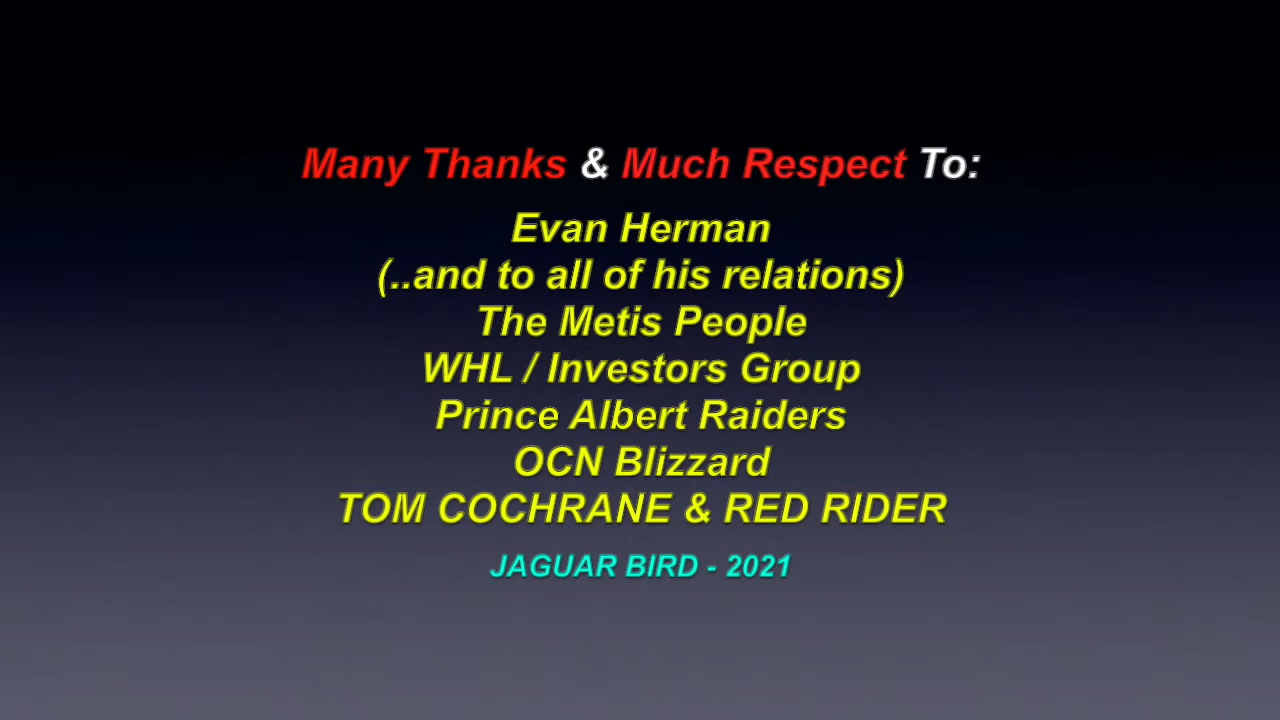 Many Thanks & Much Respect To:
Evan Herman
(..and to all of his relations)
The Metis People
WHL / Investors Group
Prince Albert Raiders
OCN Blizzard
TOM COCHRANE & RED RIDER
JAGUAR BIRD - 2021